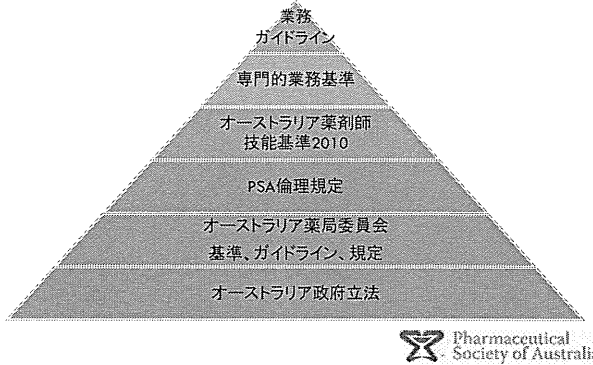 業務
ガイドライン
専門的業務基準
オーストラリア薬剤師
技能基準2010
PSA倫理規定
オーストラリア薬局委員会
基準、ガイドライン、規定
オーストラリア政府立法
Pharmaceutical
Society of Australia